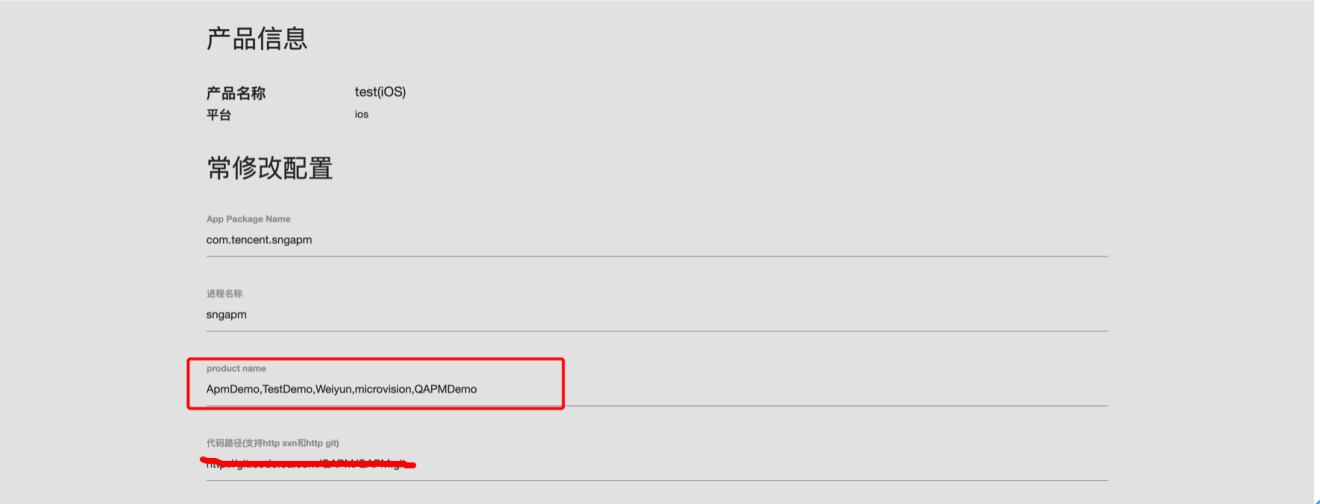 产品信息
产品名称 test(iOS)
平台 ios
常修改配置
App Package Name
com.tencent.sngapm
进程名称
sngapm
product name
ApmDemo,TestDemo,Weiyun,microvision,QAPMDemo
代码路径(支持http svn和http git)